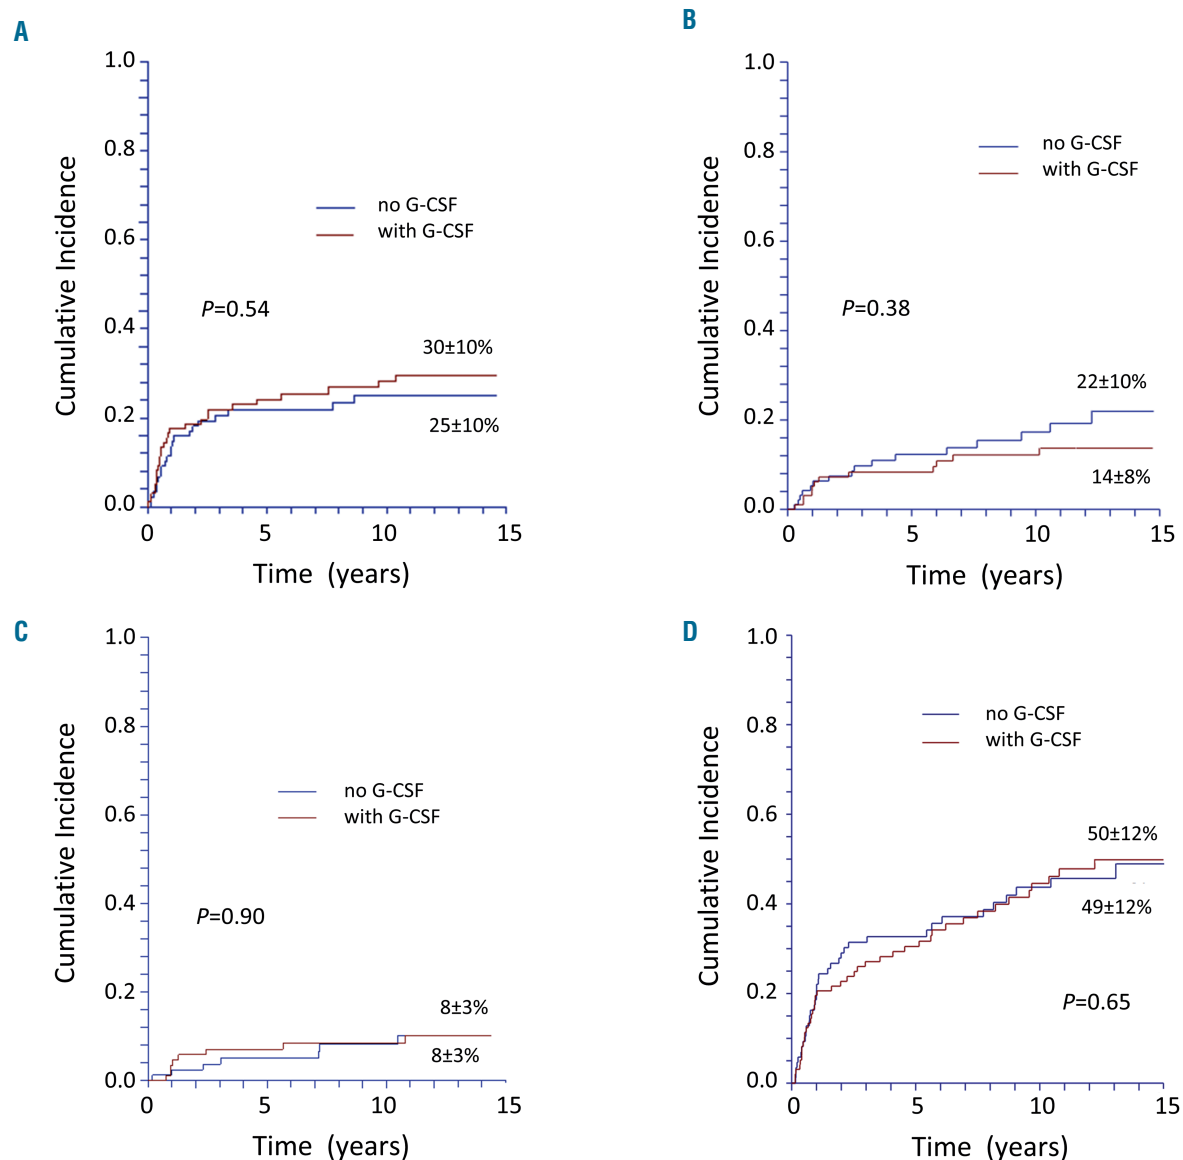 A
Cumulative Incidence
1.0
0.8
0.6
0.4
0.2
0.0
no G-CSF
with G-CSF
P=0.54
30±10%
25±10%
0 5 10 15
Time (years)
B
Cumulative Incidence
1.0
0.8
0.6
0.4
0.2
0.0
no G-CSF
with G-CSF
P=0.38
22±10%
14±8%
0 5 10 15
Time (years)
C
Cumulative Incidence
1.0
0.8
0.6
0.4
0.2
0.0
no G-CSF
with G-CSF
P=0.90
8±3%
8±3%
0 5 10 15
Time (years)
D
Cumulative Incidence
1.0
0.8
0.6
0.4
0.2
0.0
no G-CSF
with G-CSF
50±12%
49±12%
P=0.65
0 5 10 15
Time (years)